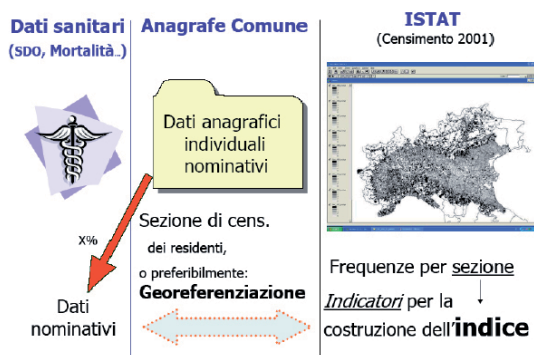 Dati sanitari
(SDO, Mortalità..)
X%
Dati
nominativi
Anagrafe Comune
Dati anagrafici
individuali
nominativi
Sezione di cens.
dei residenti,
o preferibilmente:
Georeferenziazione
ISTAT
(Censimento 2001)
Frequenze per sezione
Indicatori per la
costruzione dell'indice